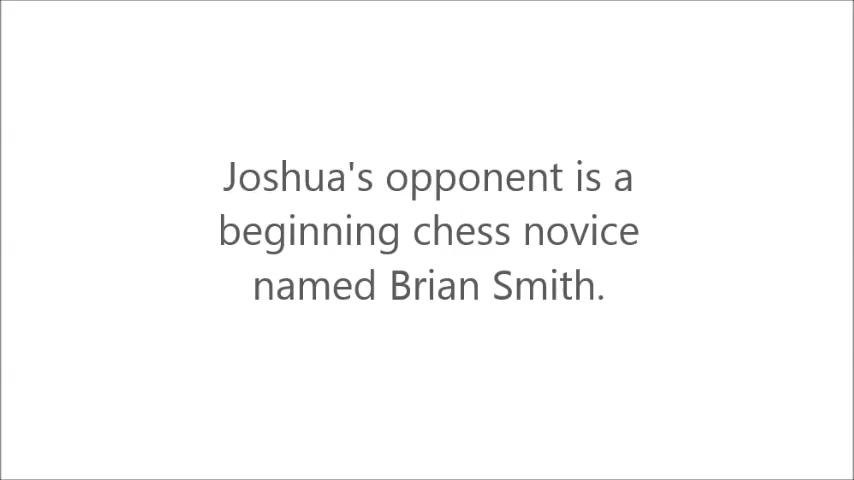 Joshua's opponent is a
beginning chess novice
named Brian Smith.